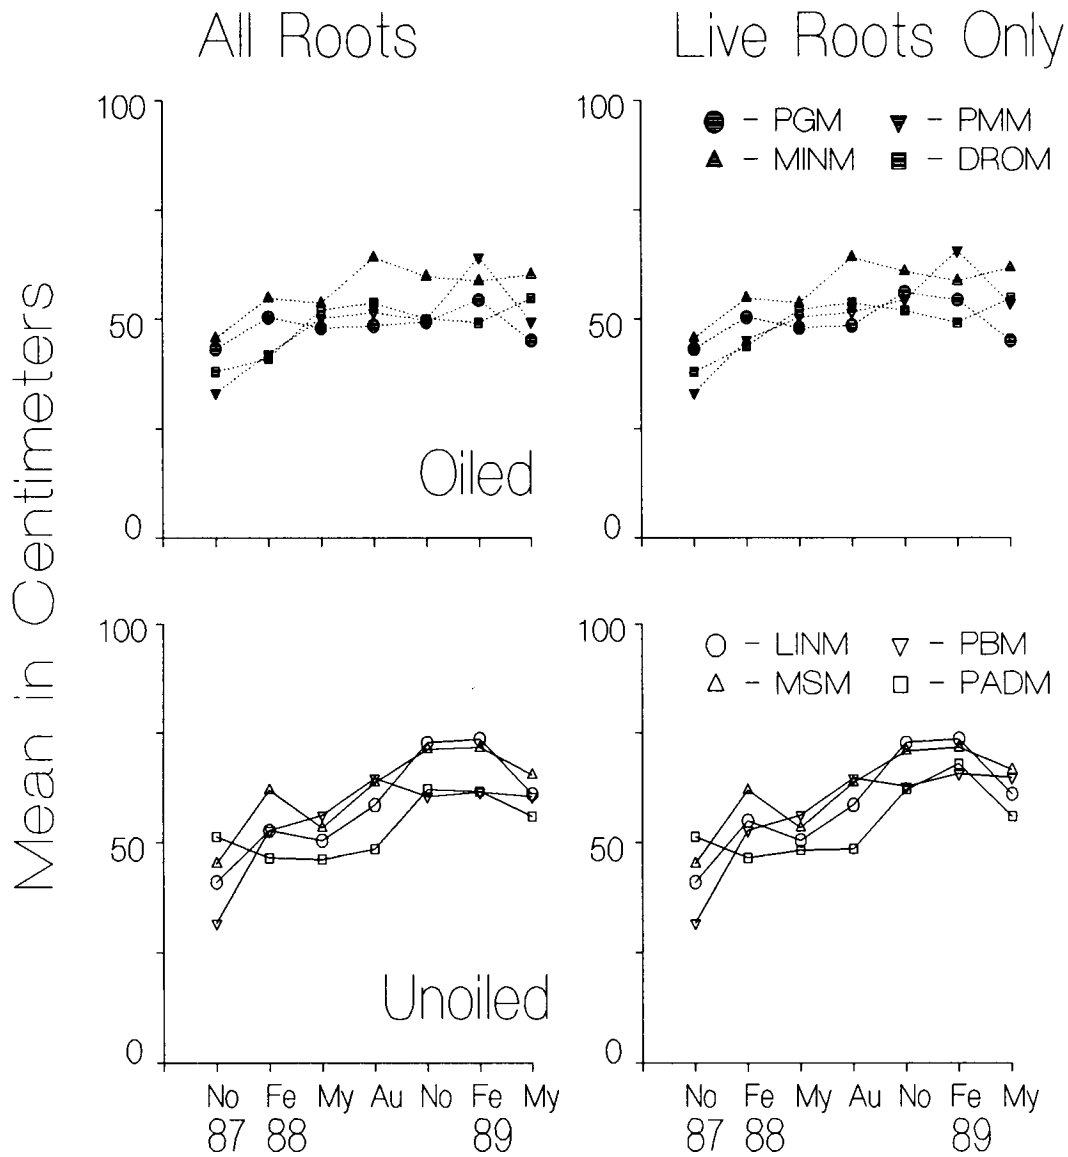 All Roots
Live Roots Only
Mean in Centimeters
100
50
0
Oiled
100
50
0
– PGM
– PMM
– MINM
– DROM
100
50
0
Unoiled
No Fe My Au No Fe My
87 88 89
100
50
0
– LINM
– PBM
– MSM
– PADM
No Fe My Au No Fe My
87 88 89